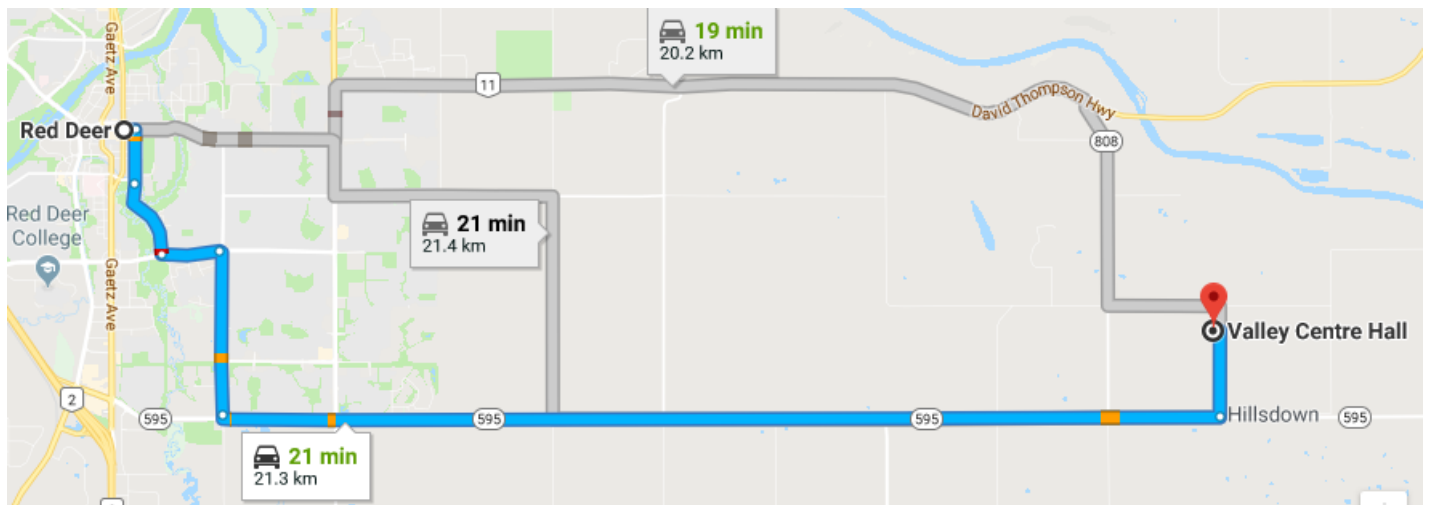 Gaetz Ave
19 min
20.2 km
11
David Thompson Hwy
Red Deer
808
Red Deer
College
21 min
21.4 km
Gaetz Ave
Valley Centre Hall
2
595
595
595
Hillsdown
595
21 min
21.3 km